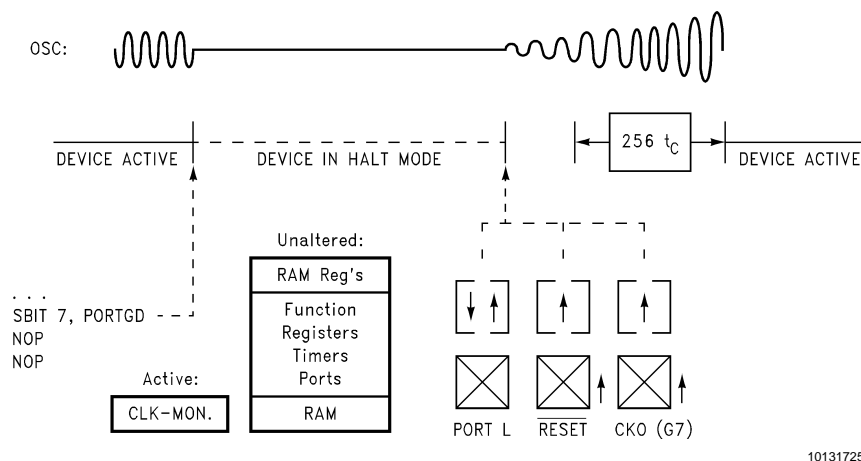 OSC:
256 tC
DEVICE ACTIVE
DEVICE IN HALT MODE
DEVICE ACTIVE
Unaltered:
RAM Reg's
Function
Registers
Timers
Ports
RAM
. . .
SBIT 7, PORTGD
NOP
NOP
Active:
CLK-MON.
PORT L
RESET
CKO (G7)
10131725